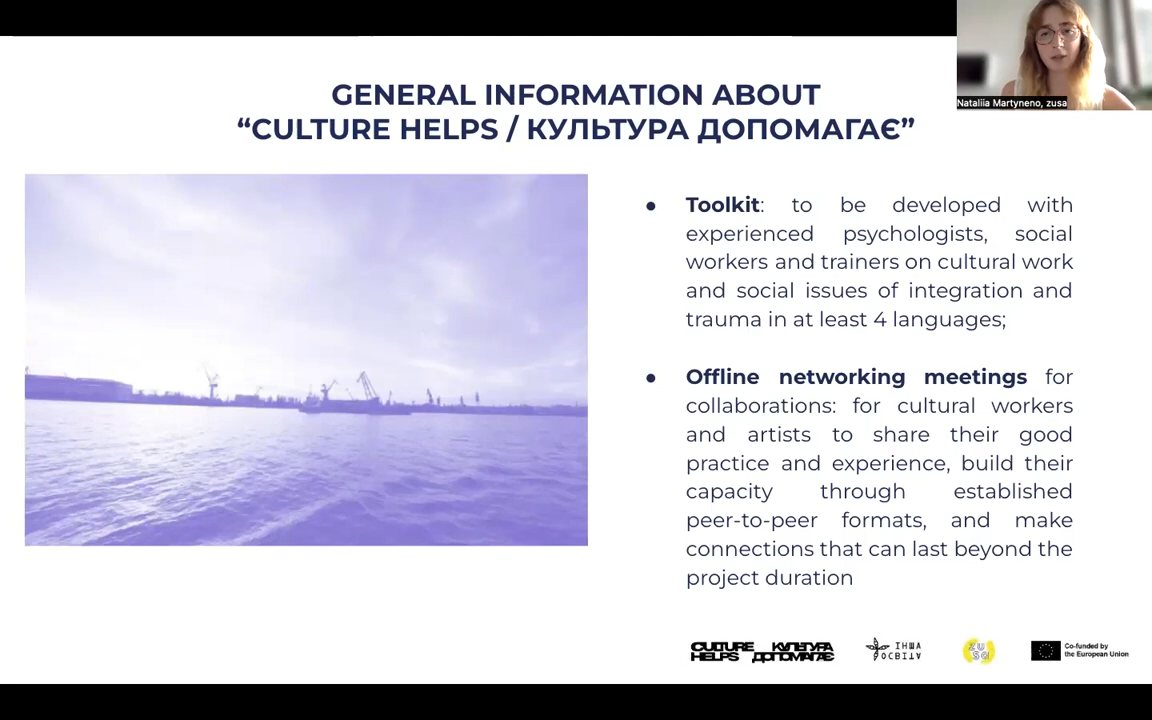 Nataliia Martyneno, zusa
GENERAL INFORMATION ABOUT
“CULTURE HELPS / КУЛЬТУРА ДОПОМАГАЄ”
● Toolkit: to be developed with
experienced psychologists, social
workers and trainers on cultural work
and social issues of integration and
trauma in at least 4 languages;
● Offline networking meetings for
collaborations: for cultural workers
and artists to share their good
practice and experience, build their
capacity through established
peer-to-peer formats, and make
connections that can last beyond the
project duration
CULTURE КУЛЬТУРА
HELPS ДОПОМАГАЄ
ІНША
ОСВІТА
ZU
SA
Co-funded by
the European Union